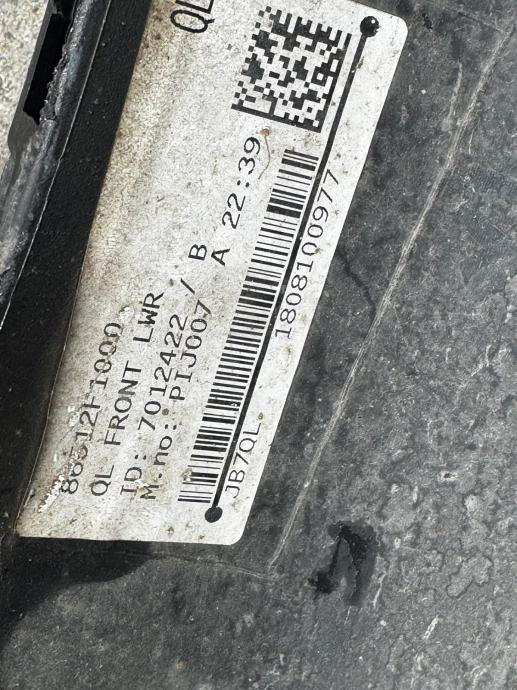 QL
86512F1000
QL FRONT LWR
ID: 7012422 / B
M.no: PIJ007 A 22:39
JB7QL
1808100977